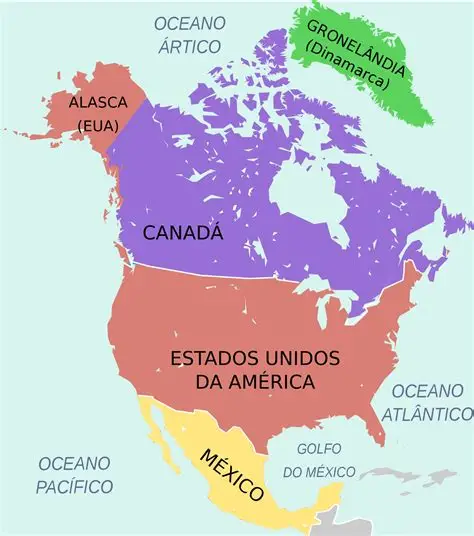 OCEANO
ÁRTICO
GRONELÂNDIA
(Dinamarca)
ALASCA
(EUA)
CANADÁ
ESTADOS UNIDOS
DA AMÉRICA
OCEANO
ATLÂNTICO
GOLFO
DO MÉXICO
MÉXICO
OCEANO
PACÍFICO